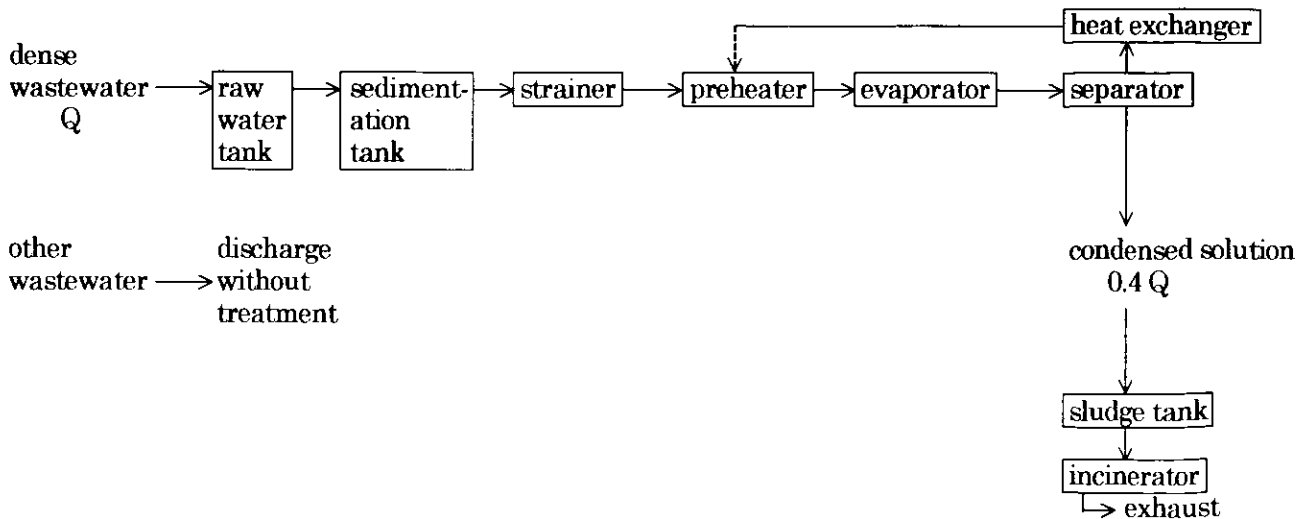 heat exchanger
dense
wastewater
Q
raw
water
tank
sediment-
ation
tank
strainer
preheater
evaporator
separator
other
wastewater
discharge
without
treatment
condensed solution
0.4 Q
sludge tank
incinerator
exhaust